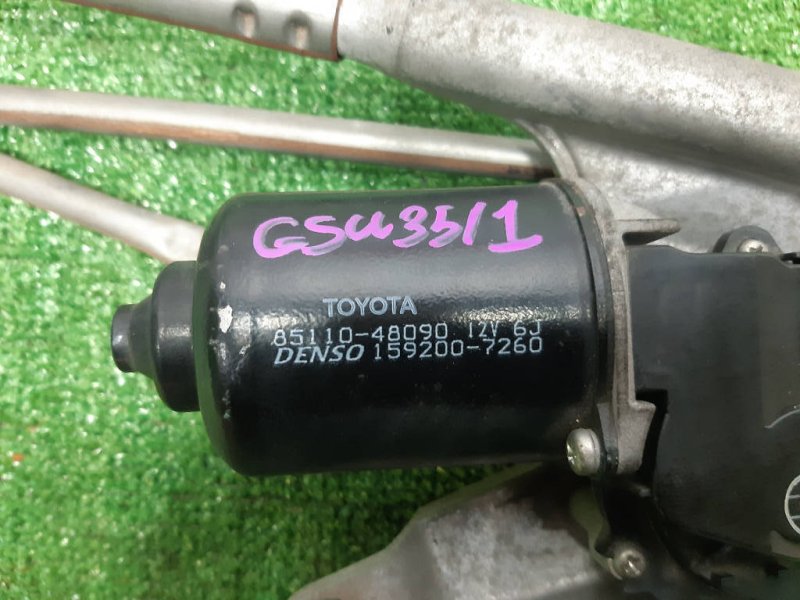 GSU35/1
TOYOTA
85110-48090 12V 6J
DENSO 159200-7260